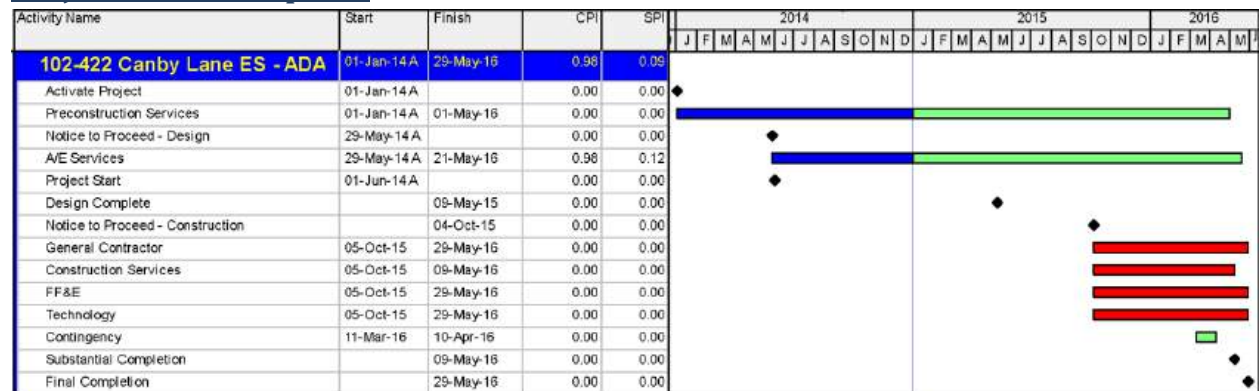 Activity Name Start Finish CPI SPI 2014 2015 2016
J F M A M J J A S O N D J F M A M J J A S O N D J F M A M
102-422 Canby Lane ES - ADA 01-Jan-14 A 29-May-16 0.98 0.09
Activate Project 01-Jan-14 A 0.00 0.00
Preconstruction Services 01-Jan-14 A 01-May-16 0.00 0.00
Notice to Proceed - Design 29-May-14 A 0.00 0.00
A/E Services 29-May-14 A 21-May-16 0.98 0.12
Project Start 01-Jun-14 A 0.00 0.00
Design Complete 09-May-15 0.00 0.00
Notice to Proceed - Construction 04-Oct-15 0.00 0.00
General Contractor 05-Oct-15 29-May-16 0.00 0.00
Construction Services 05-Oct-15 09-May-16 0.00 0.00
FF&E 05-Oct-15 29-May-16 0.00 0.00
Technology 05-Oct-15 29-May-16 0.00 0.00
Contingency 11-Mar-16 10-Apr-16 0.00 0.00
Substantial Completion 09-May-16 0.00 0.00
Final Completion 29-May-16 0.00 0.00